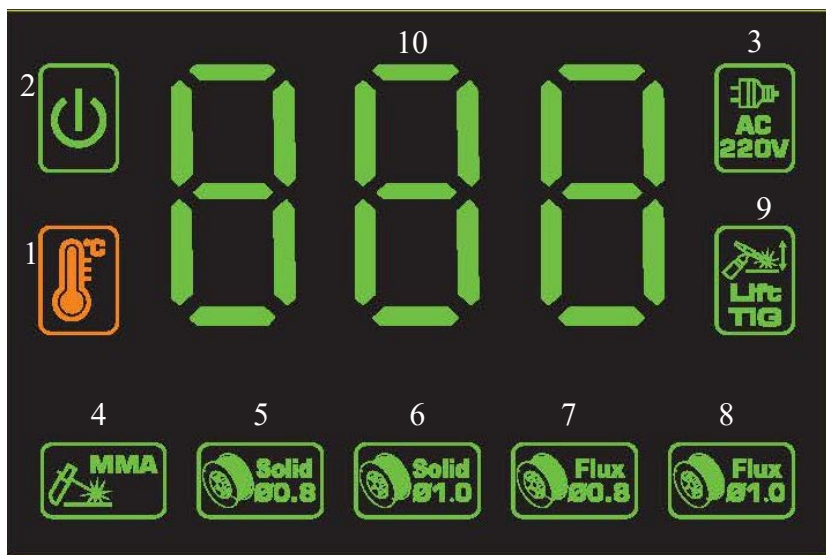 10
3
2
888
AC
220V
9
1
°C
Lift
TIG
4
5
6
7
8
MMA
Solid
Ø0.8
Solid
Ø1.0
Flux
Ø0.8
Flux
Ø1.0